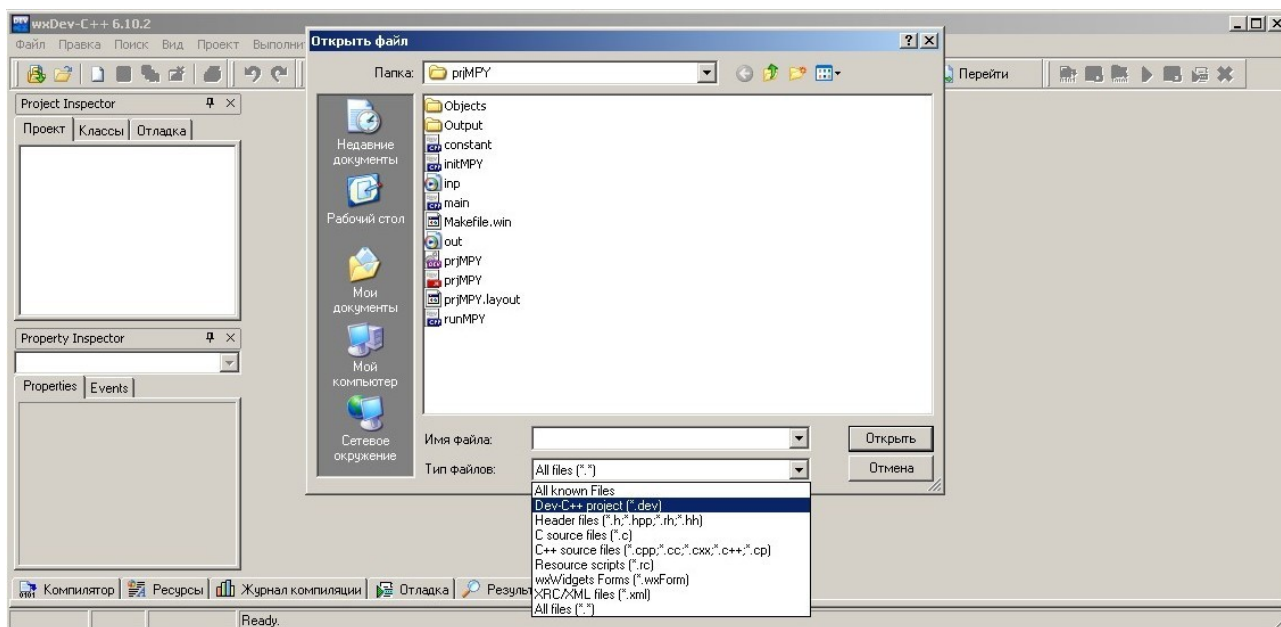 wxDev-C++ 6.10.2
Файл Правка Поиск Вид Проект
Открыть файл
Папка: prjMPY
Перейти
Project Inspector
Проект Классы Отладка
Property Inspector
Properties Events
Недавние
документы
Рабочий стол
Мои
документы
Мой
компьютер
Сетевое
окружение
Objects
Output
constant
initMPY
inp
main
Makefile.win
out
prjMPY
prjMPY
prjMPY.layout
runMPY
Имя файла:
Открыть
Тип файлов: All files (*.*)
Отмена
All known Files
Dev-C++ project (*.dev)
Header files (*.h;*.hpp;*.rh;*.hh)
C source files (*.c)
C++ source files (*.cpp;*.cc;*.cxx;*.c++;*.cp)
Resource scripts (*.rc)
wxWidgets Forms (*.wxForm)
XRC/XML files (*.xml)
All files (*.*)
Компилятор Ресурсы Журнал компиляции Отладка
Ready.